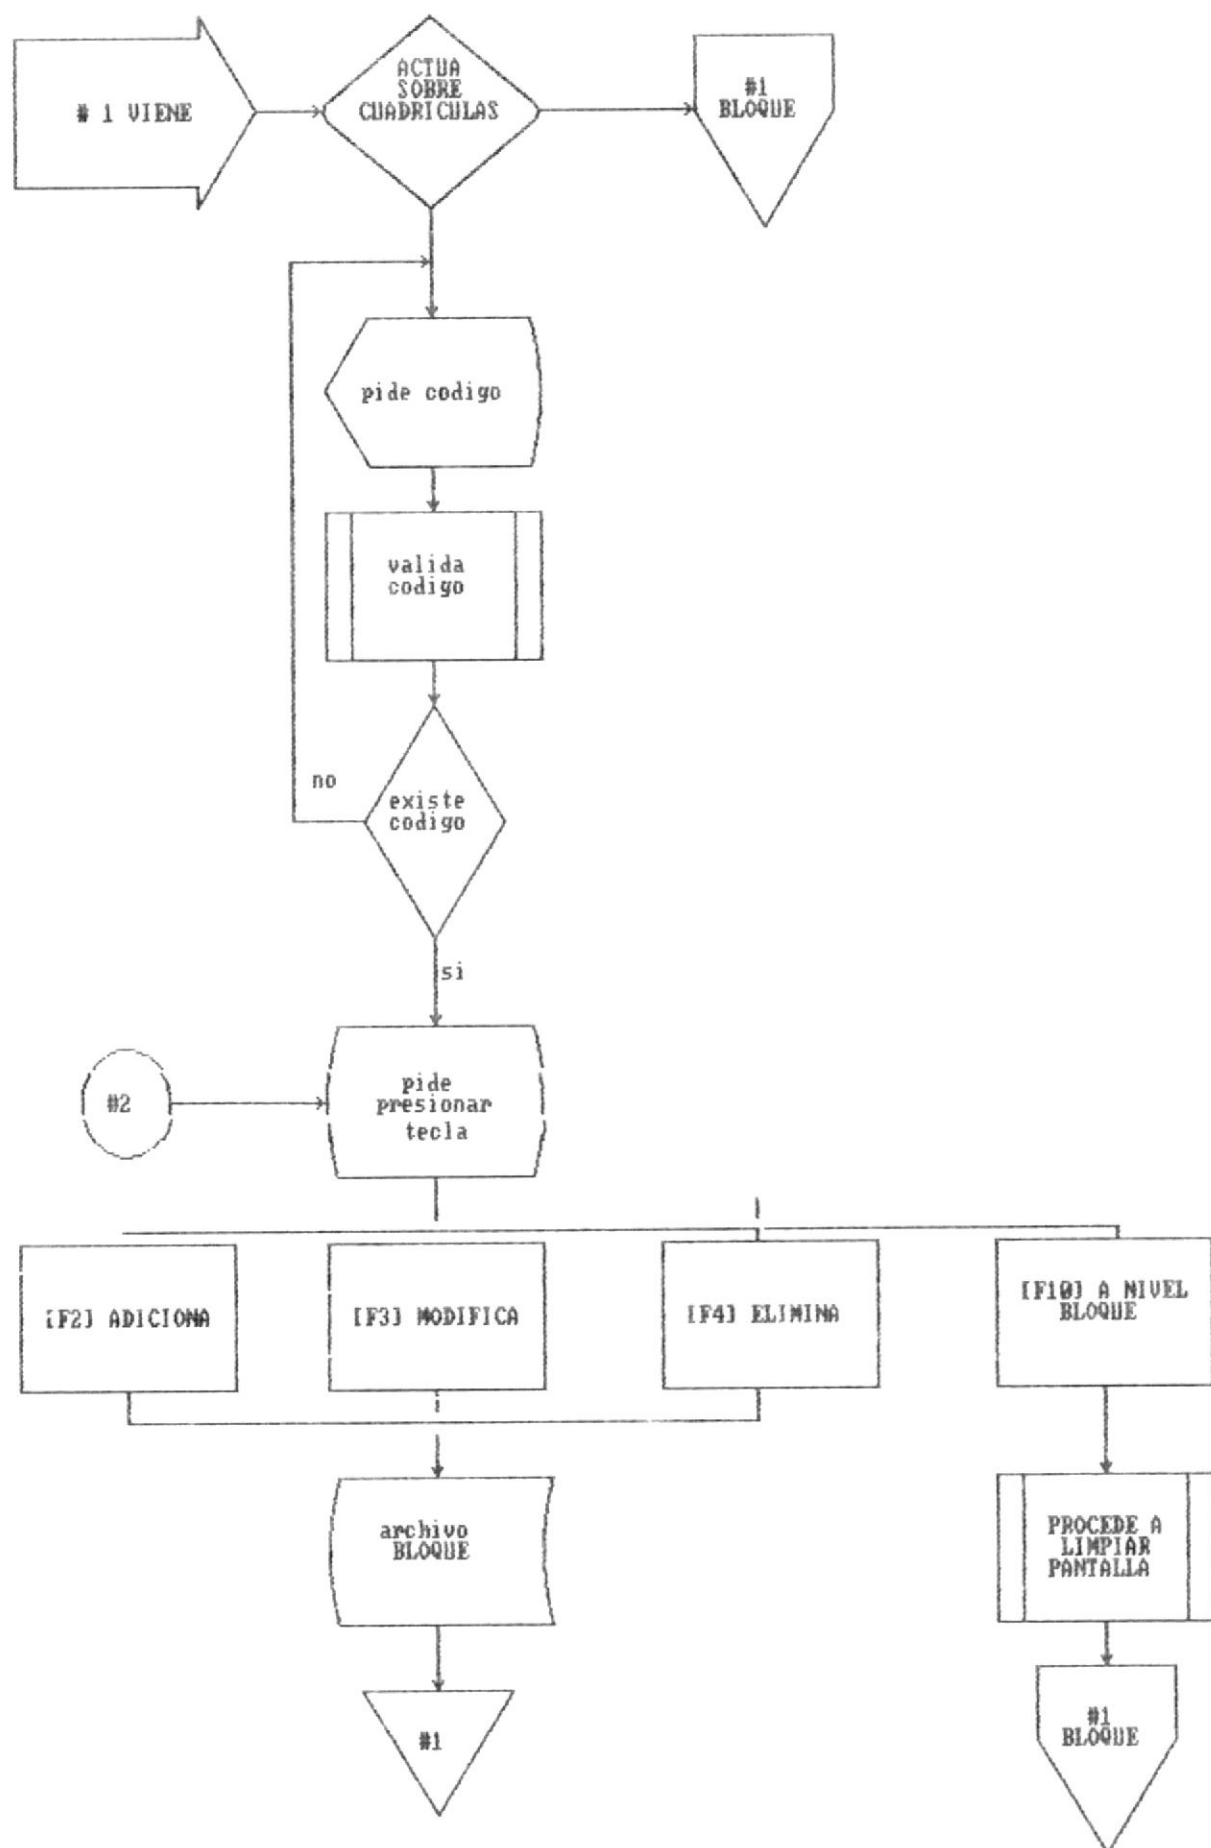 # 1 VIENE
ACTUA
SOBRE
CUADRICULAS
#1
BLOQUE
pide codigo
valida
codigo
no
existe
codigo
si
#2
pide
presionar
tecla
[F2] ADICIONA
[F3] MODIFICA
[F4] ELIMINA
[F10] A NIVEL
BLOQUE
archivo
BLOQUE
PROCEDE A
LIMPIAR
PANTALLA
#1
#1
BLOQUE